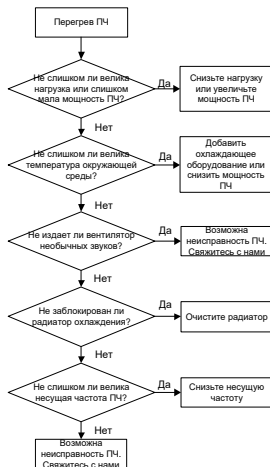 Перегрев ПЧ
Не слишком ли велика
нагрузка или слишком
мала мощность ПЧ?
Да
Снизьте нагрузку
или увеличьте
мощность ПЧ
Нет
Не слишком ли велика
температура окружающей
среды?
Да
Добавить
охлаждающее
оборудование или
снизить мощность
ПЧ
Нет
Не издает ли вентилятор
необычных звуков?
Да
Возможна
неисправность ПЧ.
Свяжитесь с нами
Нет
Не заблокирован ли
радиатор охлаждения?
Да
Очистите радиатор
Нет
Не слишком ли велика
несущая частота ПЧ?
Да
Снизьте несущую
частоту
Нет
Возможна
неисправность ПЧ.
Свяжитесь с нами